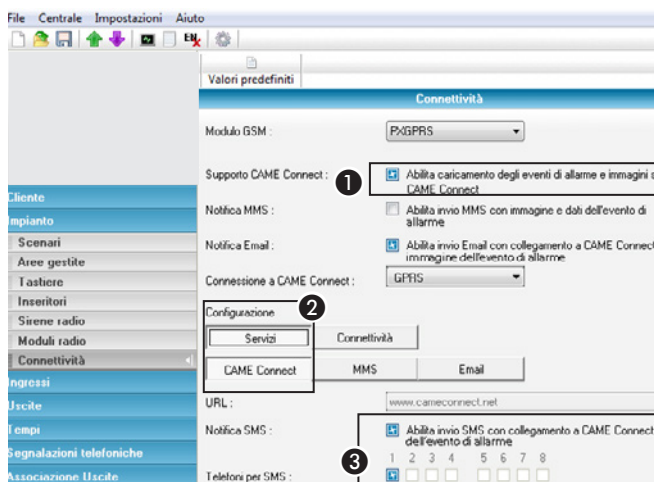 File Centrale Impostazioni Aiuto
EN
Valori predefiniti
Connettività
Modulo GSM :
PXGPRS
Supporto CAME Connect :
1
Abilita caricamento degli eventi di allarme e immagini s
CAME Connect
Notifica MMS :
Abilita invio MMS con immagine e dati dell'evento di
allarme
Notifica Email :
Abilita invio Email con collegamento a CAME Connect
immagine dell'evento di allarme
Connessione a CAME Connect :
GPRS
Configurazione
2
Servizi
Connettività
CAME Connect
MMS
Email
URL :
www.cameconnect.net
Notifica SMS :
Abilita invio SMS con collegamento a CAME Connect
dell'evento di allarme
3
1 2 3 4 5 6 7 8
Telefoni per SMS :
Cliente
Impianto
Scenari
Aree gestite
Tastiere
Inseritori
Sirene radio
Moduli radio
Connettività
Ingressi
Uscite
Tempi
Segnalazioni telefoniche
Associazione Uscite